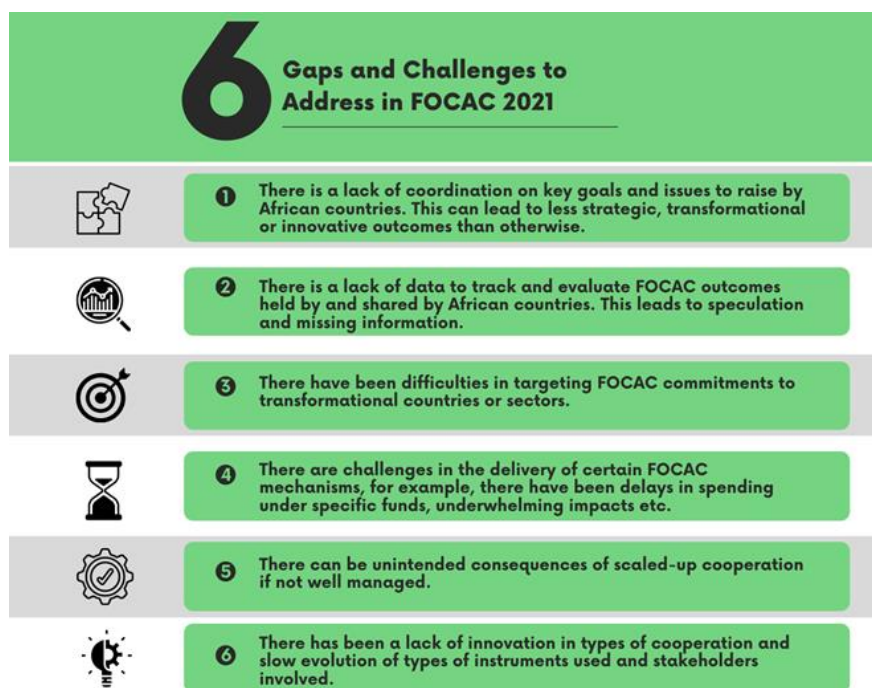 6
Gaps and Challenges to
Address in FOCAC 2021
1 There is a lack of coordination on key goals and issues to raise by
African countries. This can lead to less strategic, transformational
or innovative outcomes than otherwise.
2 There is a lack of data to track and evaluate FOCAC outcomes
held by and shared by African countries. This leads to speculation
and missing information.
3 There have been difficulties in targeting FOCAC commitments to
transformational countries or sectors.
4 There are challenges in the delivery of certain FOCAC
mechanisms, for example, there have been delays in spending
under specific funds, underwhelming impacts etc.
5 There can be unintended consequences of scaled-up cooperation
if not well managed.
6 There has been a lack of innovation in types of cooperation and
slow evolution of types of instruments used and stakeholders
involved.